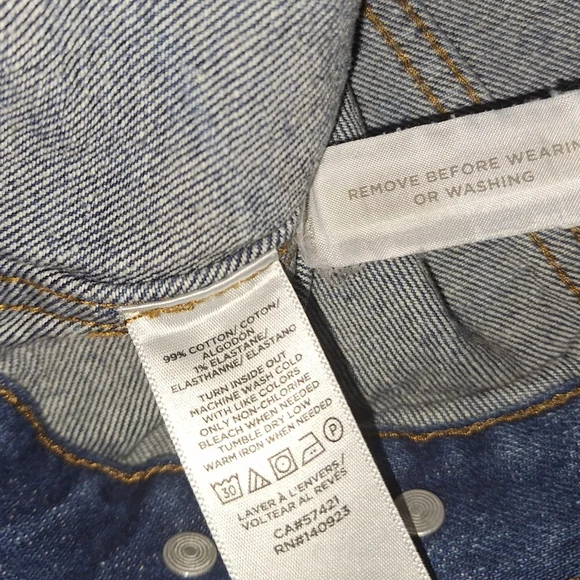 REMOVE BEFORE WEARIN
OR WASHING
99% COTTON/ COTON/
ALGODÓN
1% ELASTANE/
ELASTHANNE/ ELASTANO
TURN INSIDE OUT
MACHINE WASH COLD
WITH LIKE COLORS
ONLY NON-CHLORINE
BLEACH WHEN NEEDED
TUMBLE DRY LOW
WARM IRON WHEN NEEDED
30 P
LAVER À L'ENVERS/
VOLTEAR AL REVÉS
CA#57421
RN#140923